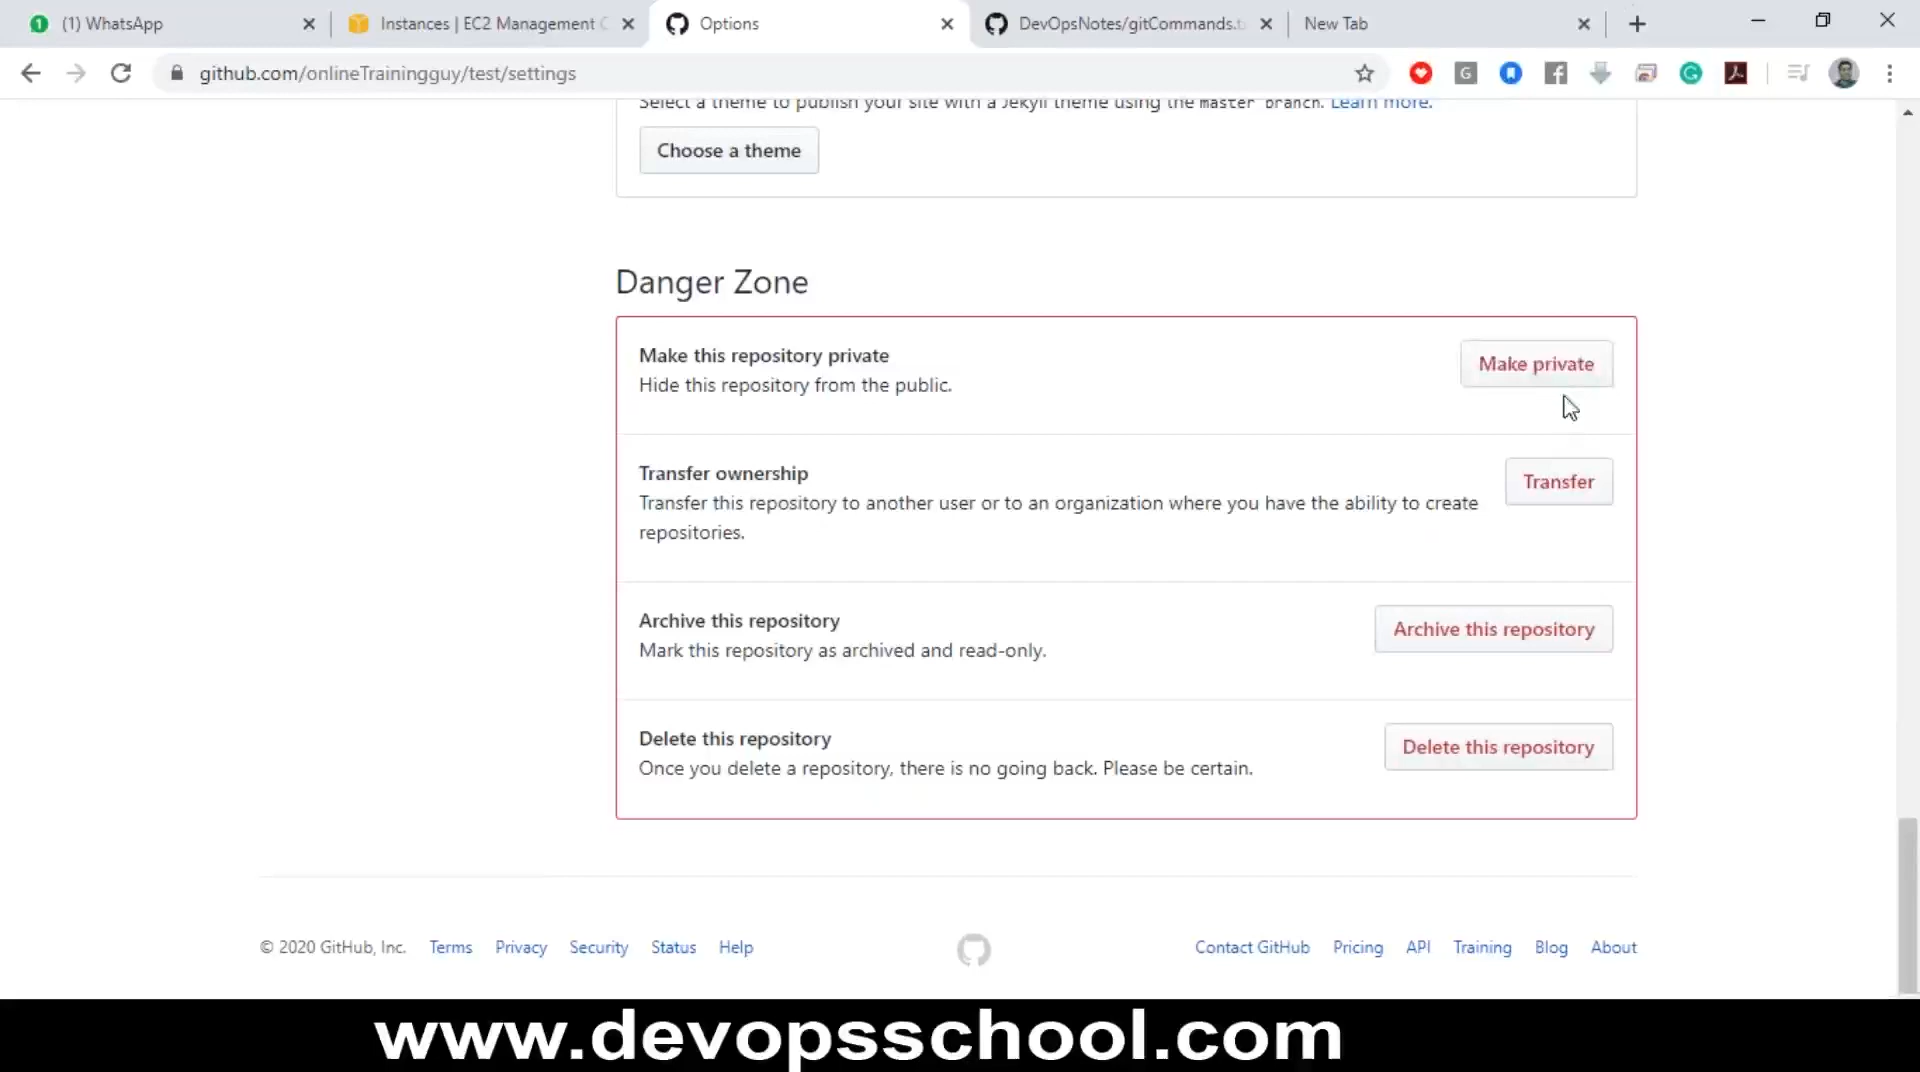 (1) WhatsApp
Instances | EC2 Management C
Options
DevOpsNotes/gitCommands.t
New Tab
github.com/onlineTrainingguy/test/settings
Select a theme to publish your site with a Jekyll theme using the master branch. Learn more.
Choose a theme
Danger Zone
Make this repository private
Hide this repository from the public.
Make private
Transfer ownership
Transfer this repository to another user or to an organization where you have the ability to create
repositories.
Transfer
Archive this repository
Mark this repository as archived and read-only.
Archive this repository
Delete this repository
Once you delete a repository, there is no going back. Please be certain.
Delete this repository
© 2020 GitHub, Inc. Terms Privacy Security Status Help
Contact GitHub Pricing API Training Blog About
www.devopsschool.com